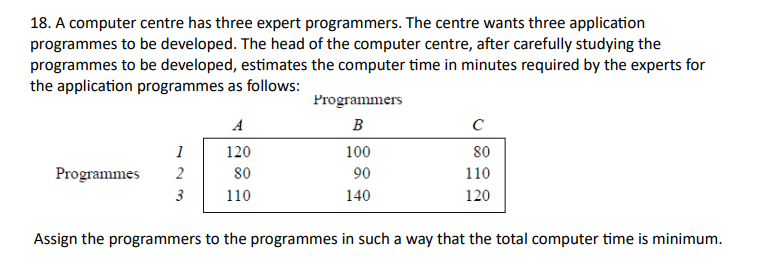 18. A computer centre has three expert programmers. The centre wants three application
programmes to be developed. The head of the computer centre, after carefully studying the
programmes to be developed, estimates the computer time in minutes required by the experts for
the application programmes as follows:
Programmers
A B C
1 120 100 80
Programmes 2 80 90 110
3 110 140 120
Assign the programmers to the programmes in such a way that the total computer time is minimum.